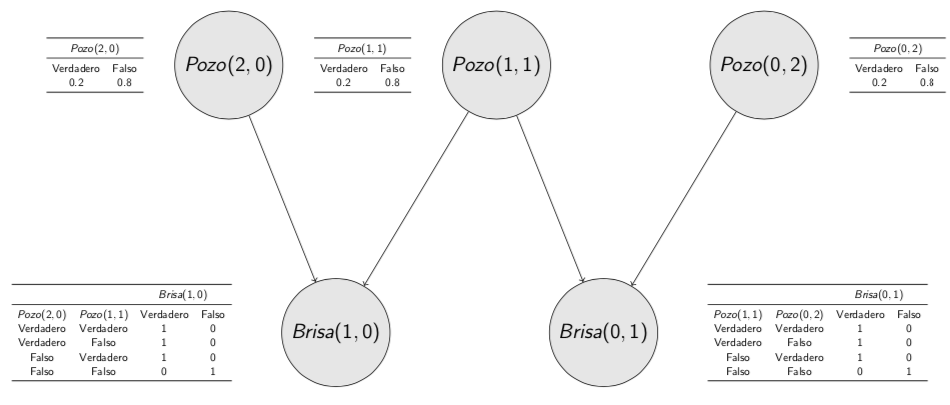 Pozo(2, 0)
Verdadero Falso
0.2 0.8
Pozo(2, 0)
Pozo(1, 1)
Verdadero Falso
0.2 0.8
Pozo(1, 1)
Pozo(0, 2)
Pozo(0, 2)
Verdadero Falso
0.2 0.8
Brisa(1, 0)
Pozo(2, 0) Pozo(1, 1) Verdadero Falso
Verdadero Verdadero 1 0
Verdadero Falso 1 0
Falso Verdadero 1 0
Falso Falso 0 1
Brisa(1, 0)
Brisa(0, 1)
Brisa(0, 1)
Pozo(1, 1) Pozo(0, 2) Verdadero Falso
Verdadero Verdadero 1 0
Verdadero Falso 1 0
Falso Verdadero 1 0
Falso Falso 0 1